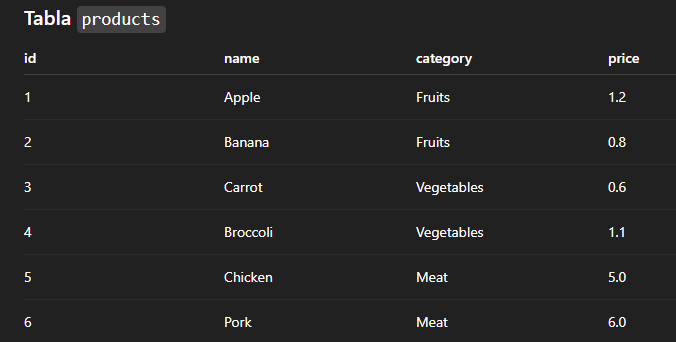 Tabla products
id name category price
1 Apple Fruits 1.2
2 Banana Fruits 0.8
3 Carrot Vegetables 0.6
4 Broccoli Vegetables 1.1
5 Chicken Meat 5.0
6 Pork Meat 6.0